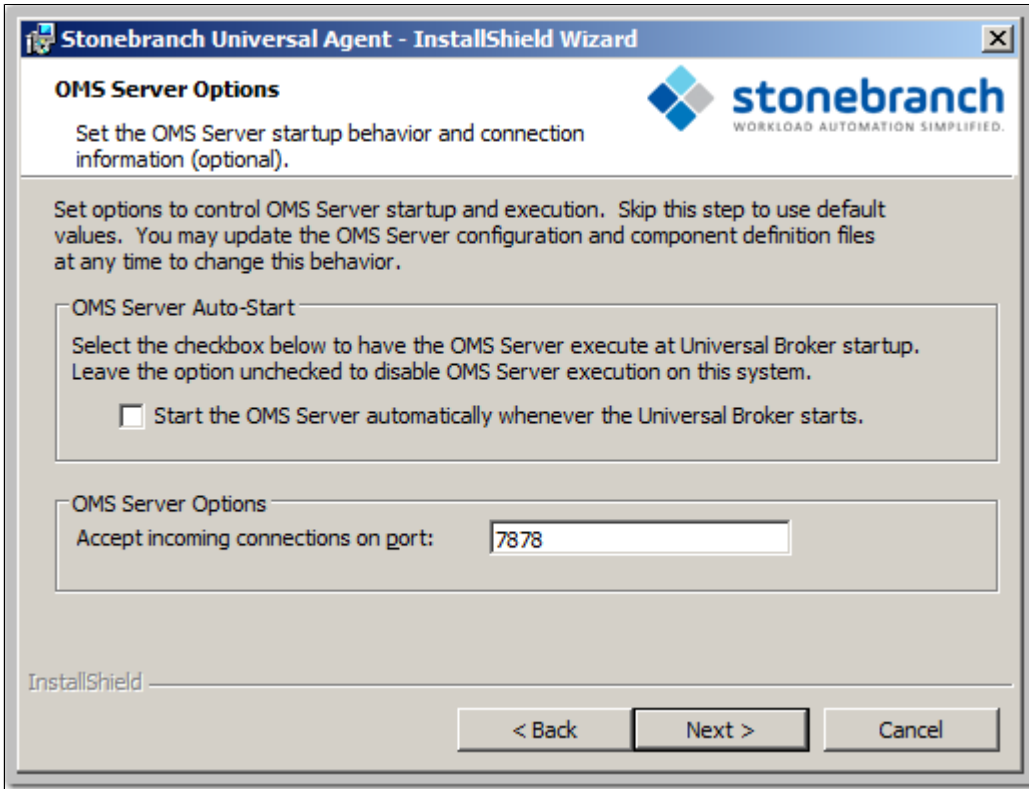 Stonebranch Universal Agent - InstallShield Wizard
OMS Server Options
Set the OMS Server startup behavior and connection
information (optional).
stonebranch
WORKLOAD AUTOMATION SIMPLIFIED.
Set options to control OMS Server startup and execution.  Skip this step to use default
values.  You may update the OMS Server configuration and component definition files
at any time to change this behavior.
OMS Server Auto-Start
Select the checkbox below to have the OMS Server execute at Universal Broker startup.
Leave the option unchecked to disable OMS Server execution on this system.
Start the OMS Server automatically whenever the Universal Broker starts.
OMS Server Options
Accept incoming connections on port: 7878
InstallShield
< Back Next > Cancel